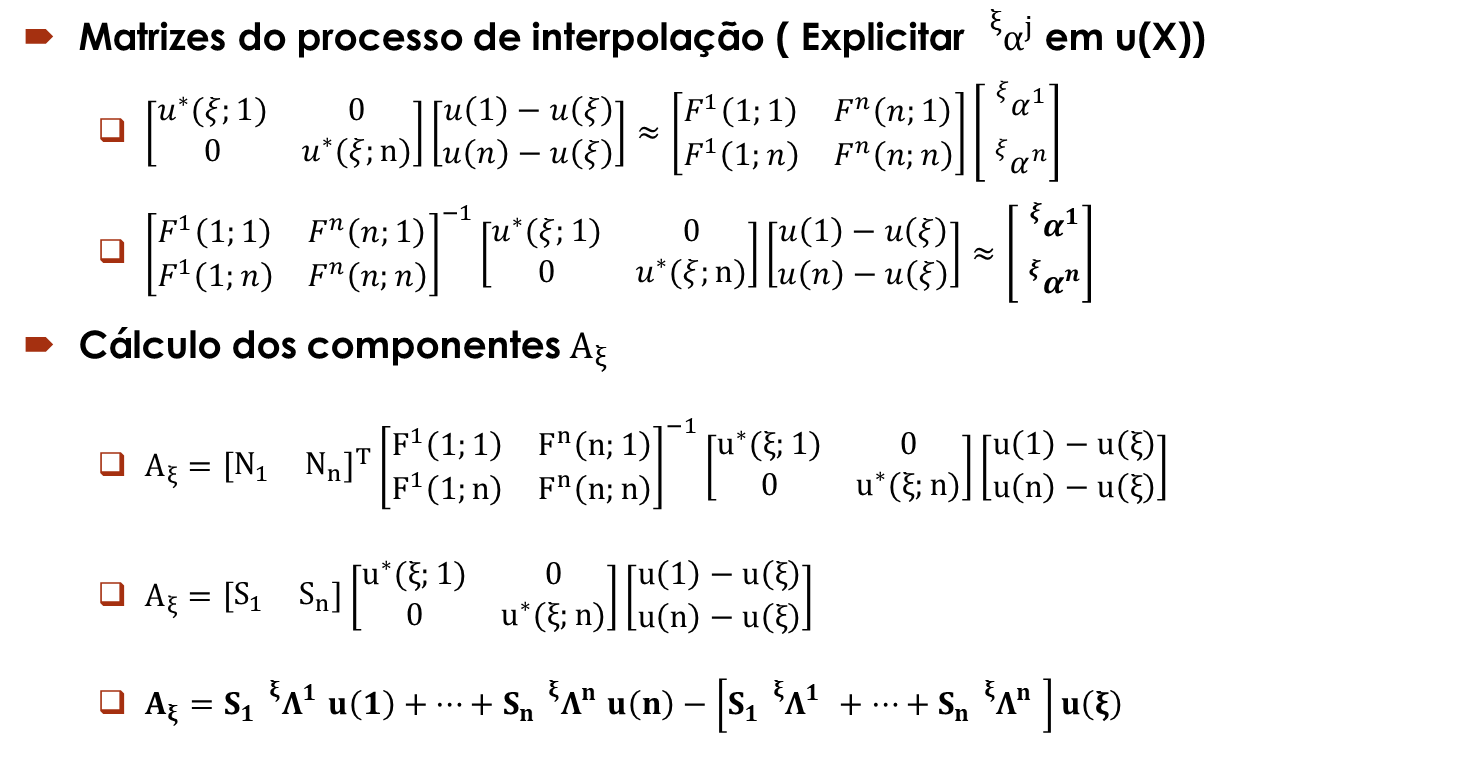 Matrizes do processo de interpolação ( Explicitar ξαʲ em u(X))
[u*(ξ; 1) 0] [u(1) − u(ξ)] ≈ [F¹(1; 1) Fⁿ(n; 1)] [ξα¹]
[0 u*(ξ; n)] [u(n) − u(ξ)] [F¹(1; n) Fⁿ(n; n)] [ξαⁿ]
[F¹(1; 1) Fⁿ(n; 1)]⁻¹ [u*(ξ; 1) 0] [u(1) − u(ξ)] ≈ [ξα¹]
[F¹(1; n) Fⁿ(n; n)] [0 u*(ξ; n)] [u(n) − u(ξ)] [ξαⁿ]
Cálculo dos componentes A_ξ
A_ξ = [N₁ Nₙ]ᵀ [F¹(1; 1) Fⁿ(n; 1)]⁻¹ [u*(ξ; 1) 0] [u(1) − u(ξ)]
[F¹(1; n) Fⁿ(n; n)] [0 u*(ξ; n)] [u(n) − u(ξ)]
A_ξ = [S₁ Sₙ] [u*(ξ; 1) 0] [u(1) − u(ξ)]
[0 u*(ξ; n)] [u(n) − u(ξ)]
A_ξ = S₁ ξΛ¹ u(1) + ⋯ + Sₙ ξΛⁿ u(n) − [S₁ ξΛ¹ + ⋯ + Sₙ ξΛⁿ ] u(ξ)